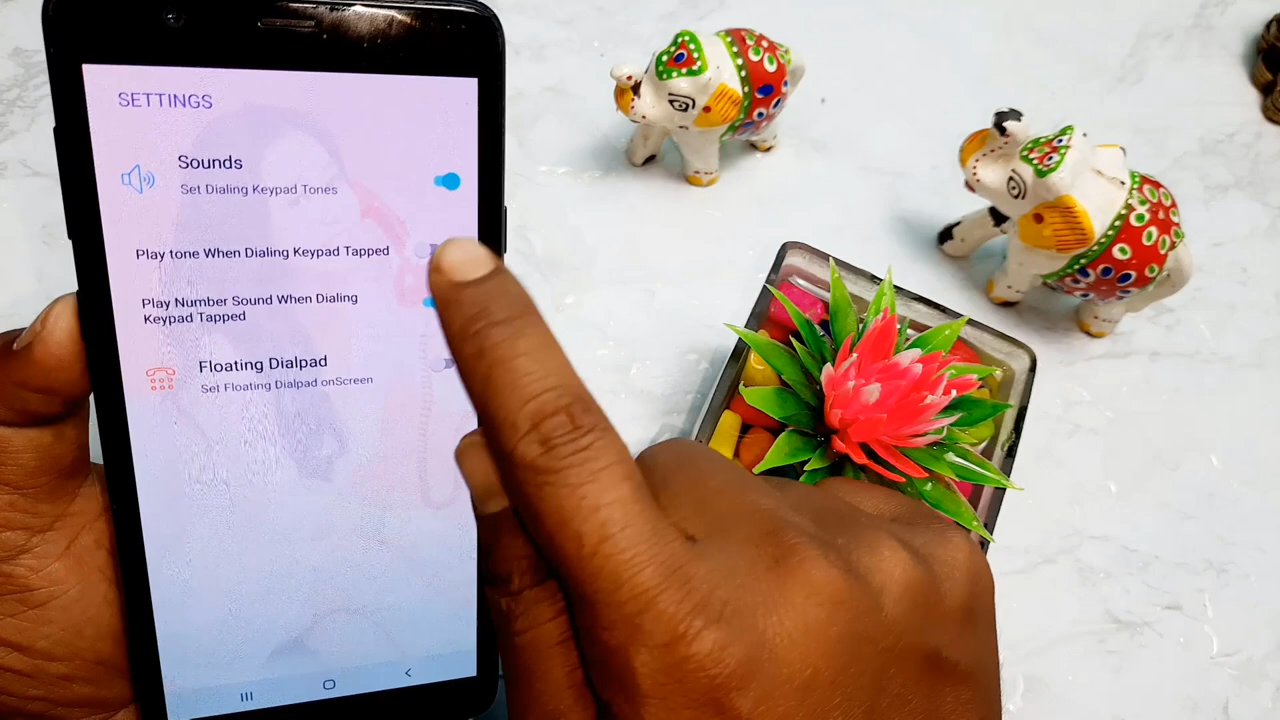 SETTINGS
Sounds
Set Dialing Keypad Tones
Play tone When Dialing Keypad Tapped
Play Number Sound When Dialing
Keypad Tapped
Floating Dialpad
Set Floating Dialpad onScreen